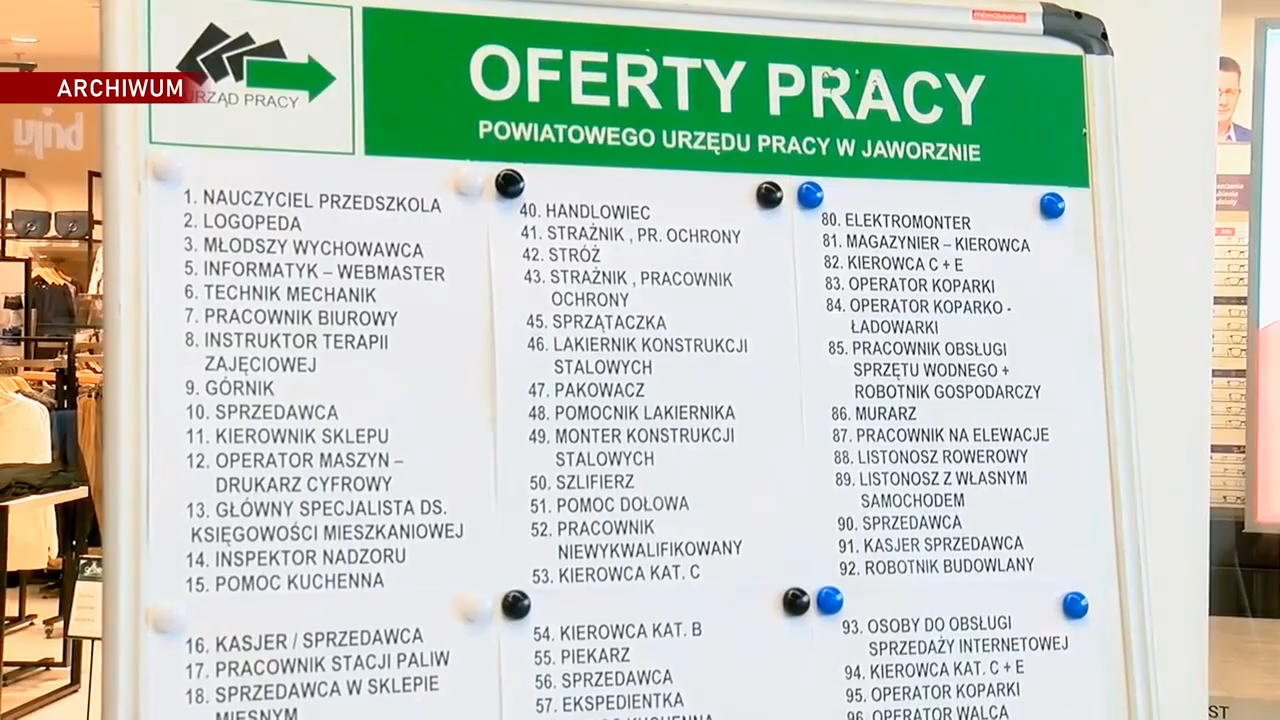 ARCHIWUM
URZĄD PRACY
OFERTY PRACY
POWIATOWEGO URZĘDU PRACY W JAWORZNIE
1. NAUCZYCIEL PRZEDSZKOLA
2. LOGOPEDA
3. MŁODSZY WYCHOWAWCA
5. INFORMATYK – WEBMASTER
6. TECHNIK MECHANIK
7. PRACOWNIK BIUROWY
8. INSTRUKTOR TERAPII
ZAJĘCIOWEJ
9. GÓRNIK
10. SPRZEDAWCA
11. KIEROWNIK SKLEPU
12. OPERATOR MASZYN –
DRUKARZ CYFROWY
13. GŁÓWNY SPECJALISTA DS.
KSIĘGOWOŚCI MIESZKANIOWEJ
14. INSPEKTOR NADZORU
15. POMOC KUCHENNA
16. KASJER / SPRZEDAWCA
17. PRACOWNIK STACJI PALIW
18. SPRZEDAWCA W SKLEPIE
MIĘSNYM
40. HANDLOWIEC
41. STRAŻNIK , PR. OCHRONY
42. STRÓŻ
43. STRAŻNIK , PRACOWNIK
OCHRONY
45. SPRZĄTACZKA
46. LAKIERNIK KONSTRUKCJI
STALOWYCH
47. PAKOWACZ
48. POMOCNIK LAKIERNIKA
49. MONTER KONSTRUKCJI
STALOWYCH
50. SZLIFIERZ
51. POMOC DOŁOWA
52. PRACOWNIK
NIEWYKWALIFIKOWANY
53. KIEROWCA KAT. C
54. KIEROWCA KAT. B
55. PIEKARZ
56. SPRZEDAWCA
57. EKSPEDIENTKA
KUCHENNA
80. ELEKTROMONTER
81. MAGAZYNIER – KIEROWCA
82. KIEROWCA C + E
83. OPERATOR KOPARKI
84. OPERATOR KOPARKO -
ŁADOWARKI
85. PRACOWNIK OBSŁUGI
SPRZĘTU WODNEGO +
ROBOTNIK GOSPODARCZY
86. MURARZ
87. PRACOWNIK NA ELEWACJE
88. LISTONOSZ ROWEROWY
89. LISTONOSZ Z WŁASNYM
SAMOCHODEM
90. SPRZEDAWCA
91. KASJER SPRZEDAWCA
92. ROBOTNIK BUDOWLANY
93. OSOBY DO OBSŁUGI
SPRZEDAŻY INTERNETOWEJ
94. KIEROWCA KAT. C + E
95. OPERATOR KOPARKI
96. OPERATOR WALCA